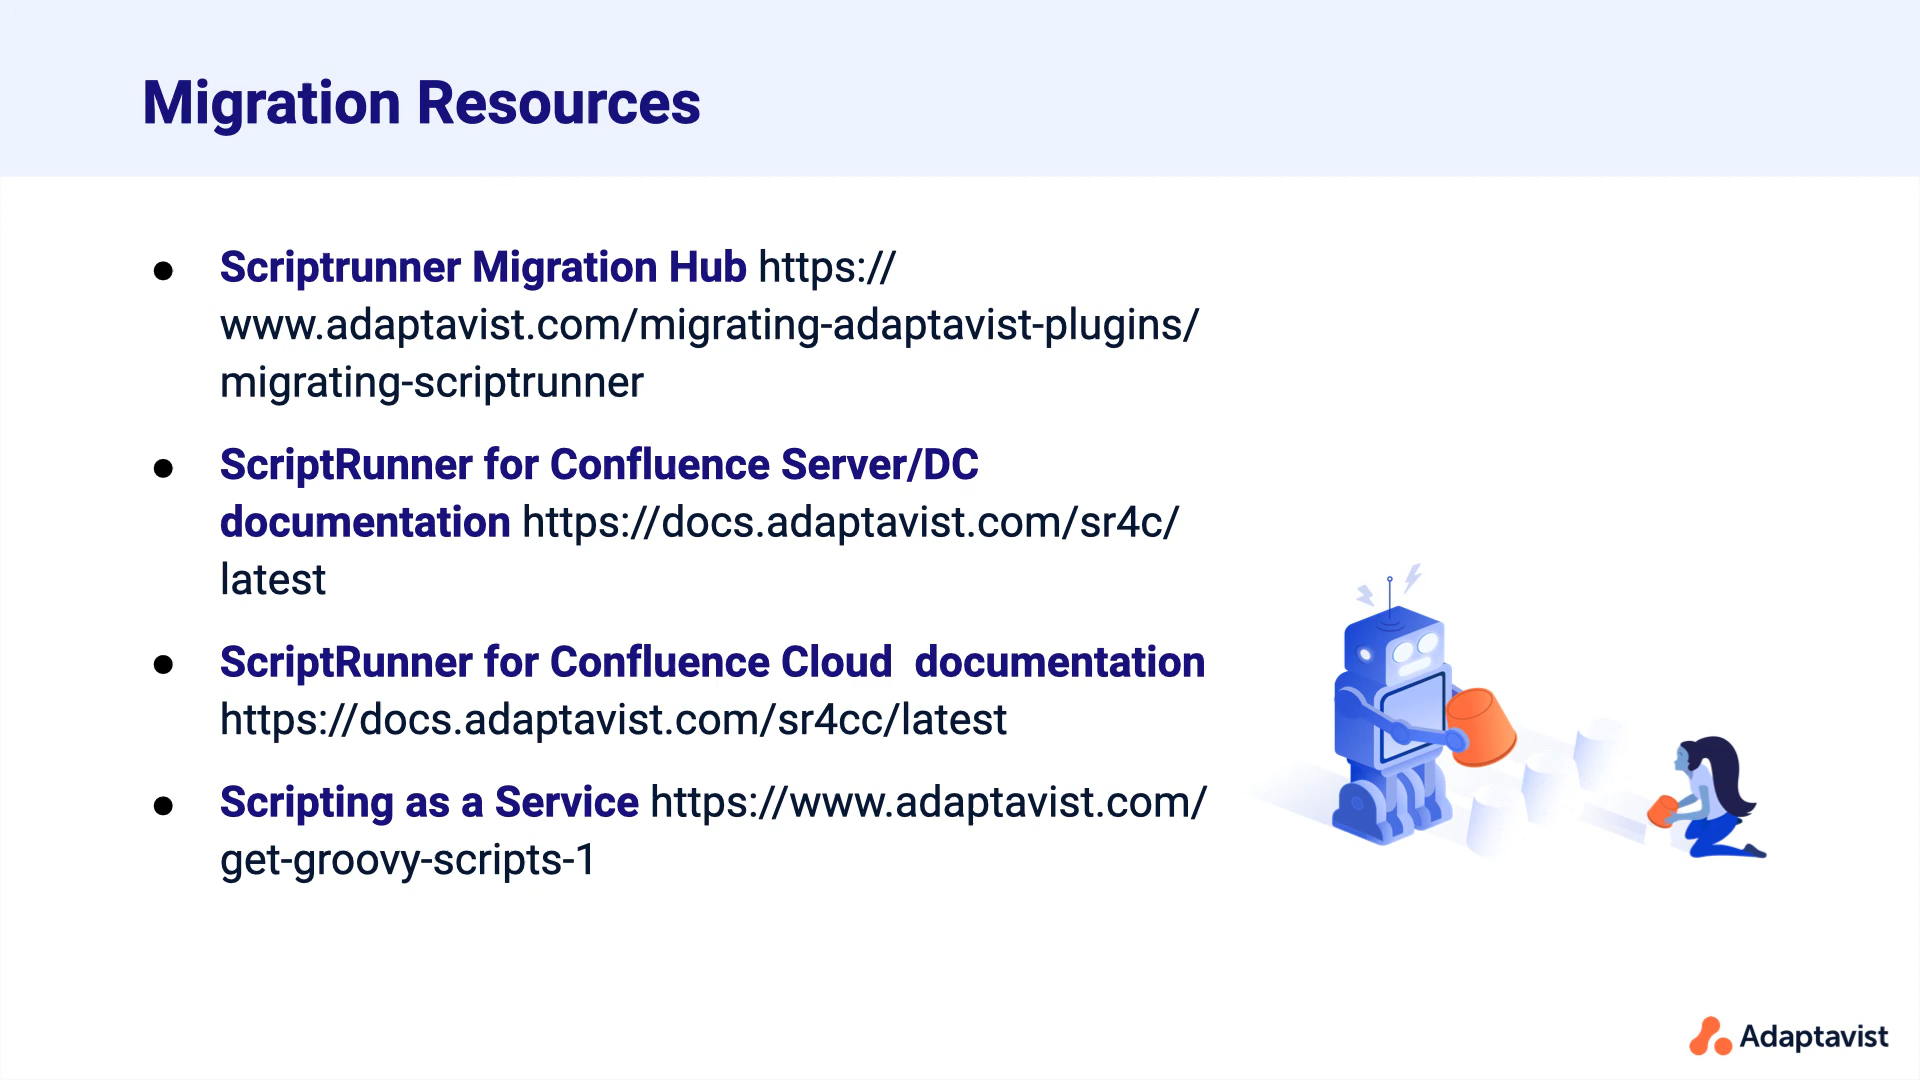 Migration Resources
● Scriptrunner Migration Hub https://
www.adaptavist.com/migrating-adaptavist-plugins/
migrating-scriptrunner
● ScriptRunner for Confluence Server/DC
documentation https://docs.adaptavist.com/sr4c/
latest
● ScriptRunner for Confluence Cloud  documentation
https://docs.adaptavist.com/sr4cc/latest
● Scripting as a Service https://www.adaptavist.com/
get-groovy-scripts-1
Adaptavist